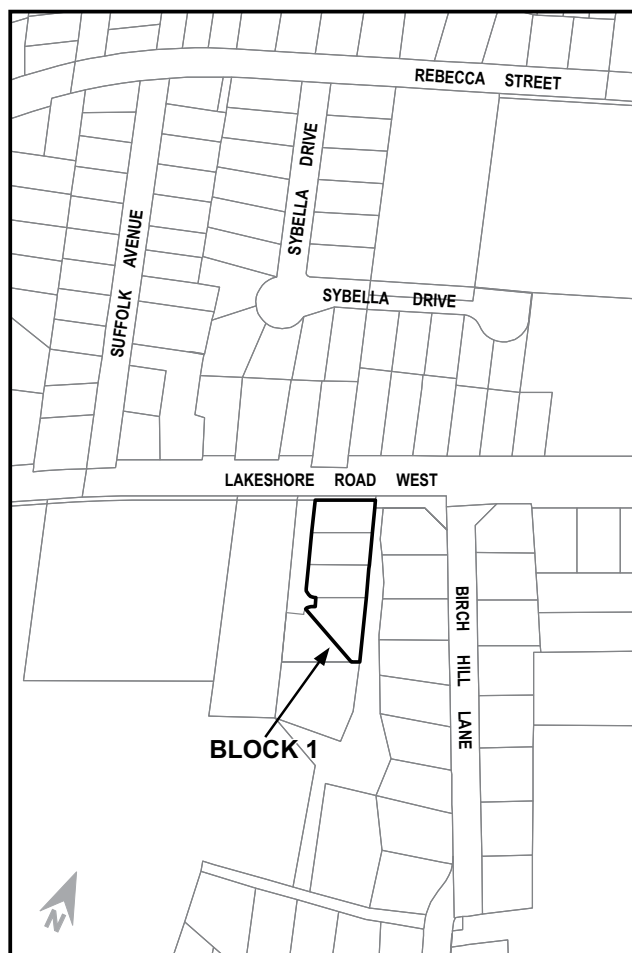 REBECCA STREET
SYBELLA DRIVE
SUFFOLK AVENUE
SYBELLA DRIVE
LAKESHORE ROAD WEST
BIRCH HILL LANE
BLOCK 1
N